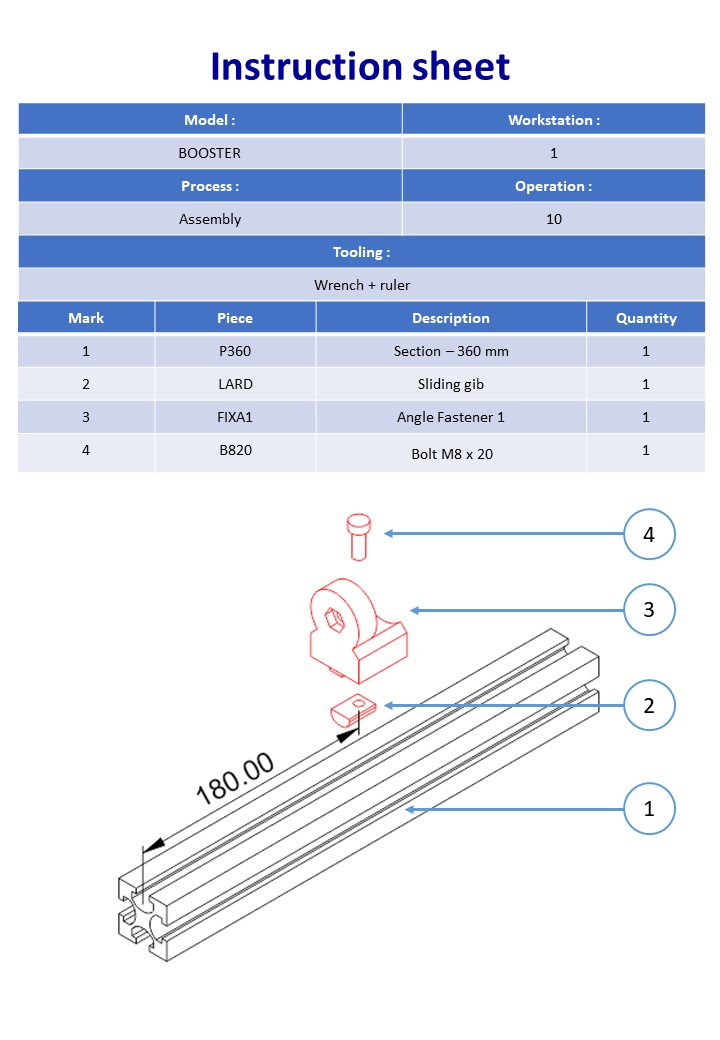 Instruction sheet
Model : Workstation :
BOOSTER 1
Process : Operation :
Assembly 10
Tooling :
Wrench + ruler
Mark Piece Description Quantity
1 P360 Section – 360 mm 1
2 LARD Sliding gib 1
3 FIXA1 Angle Fastener 1 1
4 B820 Bolt M8 x 20 1
4
3
2
180.00
1